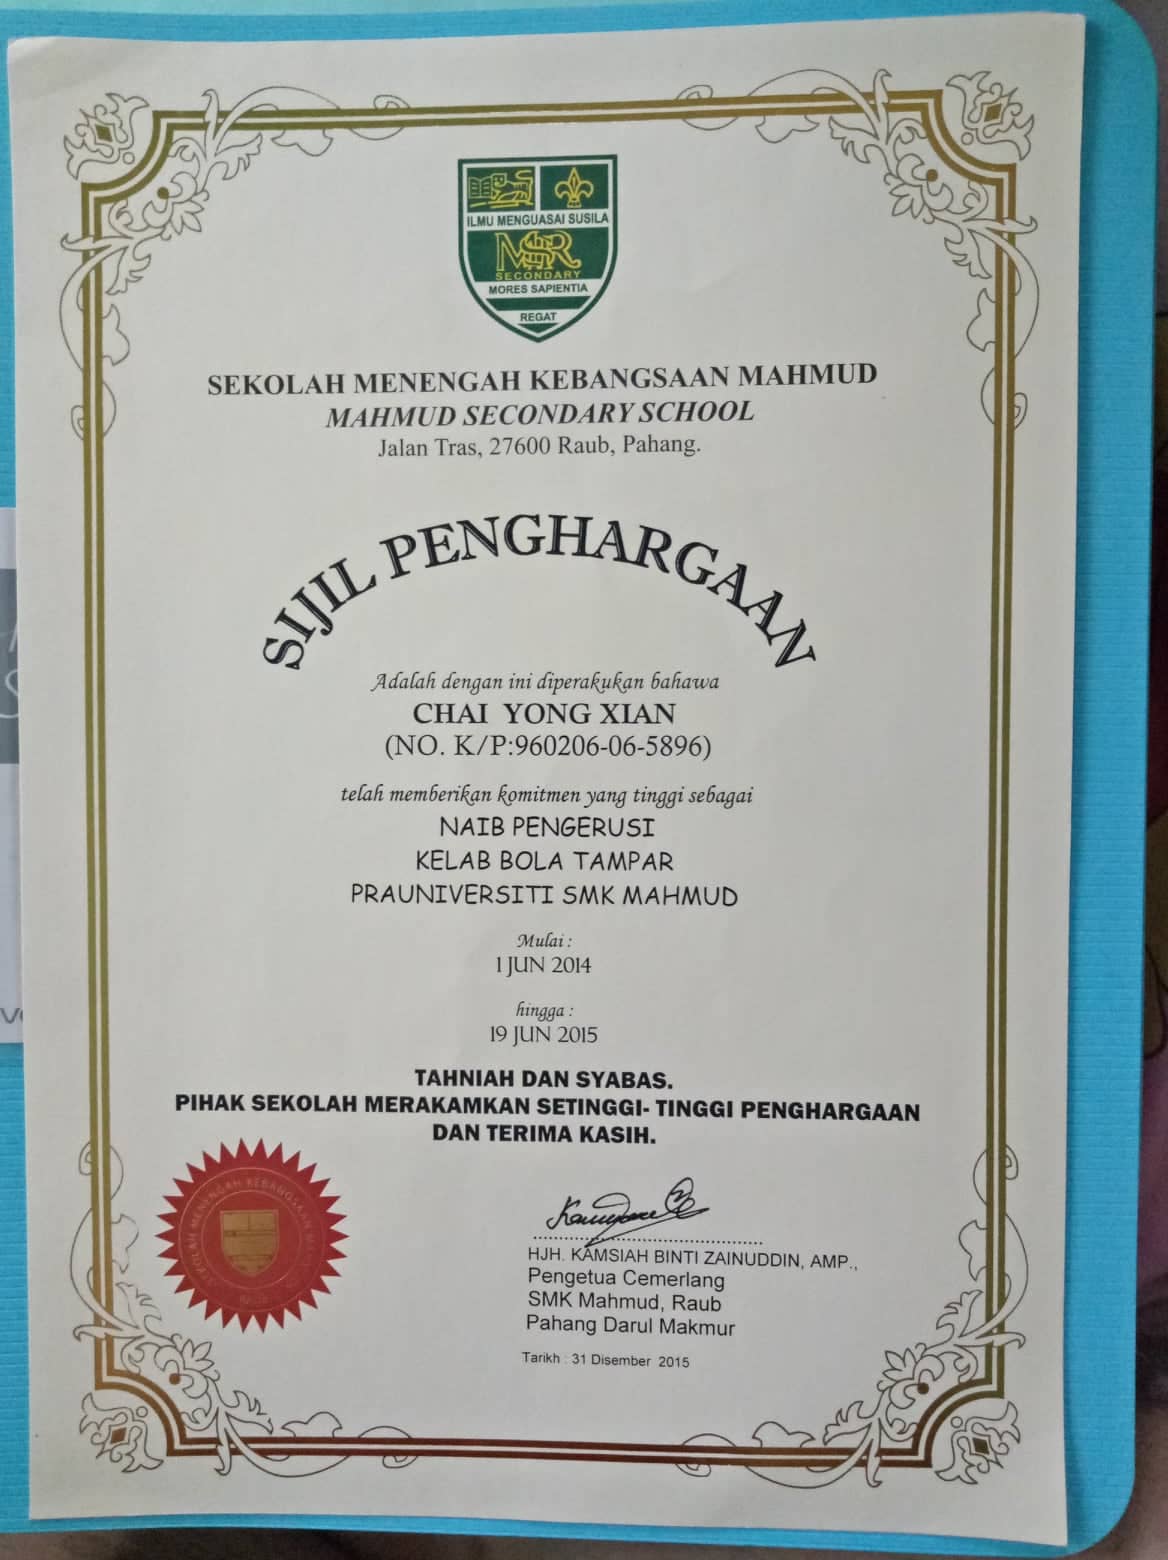 ILMU MENGUASAI SUSILA
MSR
SECONDARY
MORES SAPIENTIA
REGAT
SEKOLAH MENENGAH KEBANGSAAN MAHMUD
MAHMUD SECONDARY SCHOOL
Jalan Tras, 27600 Raub, Pahang.
SIJIL PENGHARGAAN
Adalah dengan ini diperakukan bahawa
CHAI YONG XIAN
(NO. K/P:960206-06-5896)
telah memberikan komitmen yang tinggi sebagai
NAIB PENGERUSI
KELAB BOLA TAMPAR
PRAUNIVERSITI SMK MAHMUD
Mulai :
1 JUN 2014
hingga :
19 JUN 2015
TAHNIAH DAN SYABAS.
PIHAK SEKOLAH MERAKAMKAN SETINGGI- TINGGI PENGHARGAAN
DAN TERIMA KASIH.
SEKOLAH MENENGAH KEBANGSAAN
HJH. KAMSIAH BINTI ZAINUDDIN, AMP.,
Pengetua Cemerlang
SMK Mahmud, Raub
Pahang Darul Makmur
Tarikh : 31 Disember 2015